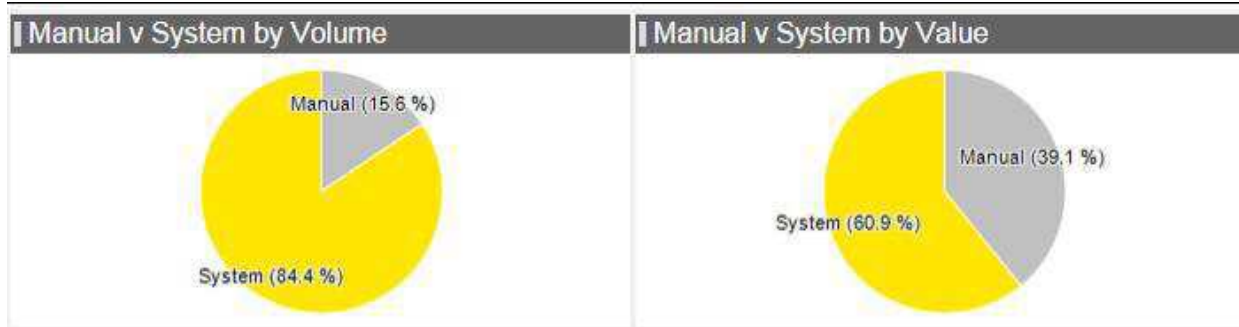 Manual v System by Volume
Manual (15.6 %)
System (84.4 %)
Manual v System by Value
Manual (39.1 %)
System (60.9 %)